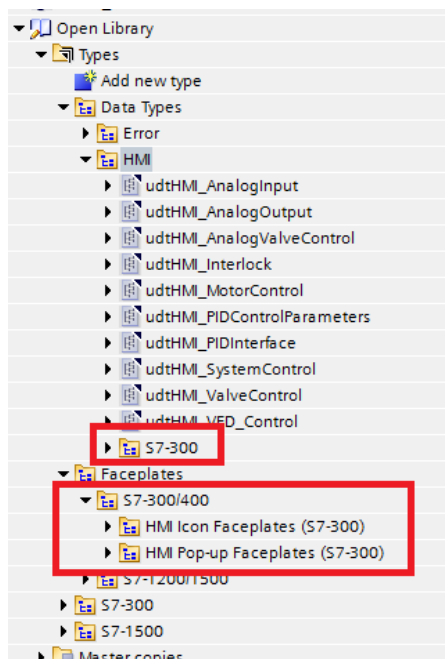 Open Library
Types
Add new type
Data Types
Error
HMI
udtHMI_AnalogInput
udtHMI_AnalogOutput
udtHMI_AnalogValveControl
udtHMI_Interlock
udtHMI_MotorControl
udtHMI_PIDControlParameters
udtHMI_PIDInterface
udtHMI_SystemControl
udtHMI_ValveControl
udtHMI_VFD_Control
S7-300
Faceplates
S7-300/400
HMI Icon Faceplates (S7-300)
HMI Pop-up Faceplates (S7-300)
S7-1200/1500
S7-300
S7-1500
Master copies